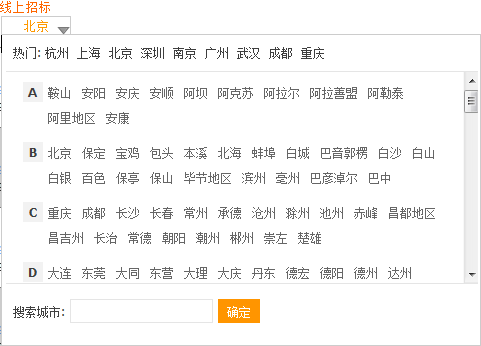 线上招标
北京
热门: 杭州 上海 北京 深圳 南京 广州 武汉 成都 重庆
A 鞍山 安阳 安庆 安顺 阿坝 阿克苏 阿拉尔 阿拉善盟 阿勒泰
阿里地区 安康
B 北京 保定 宝鸡 包头 本溪 北海 蚌埠 白城 巴音郭楞 白沙 白山
白银 百色 保亭 保山 毕节地区 滨州 亳州 巴彦卓尔 巴中
C 重庆 成都 长沙 长春 常州 承德 沧州 滁州 池州 赤峰 昌都地区
昌吉州 长治 常德 朝阳 潮州 郴州 崇左 楚雄
D 大连 东莞 大同 东营 大理 大庆 丹东 德宏 德阳 德州 达州
搜索城市: 确定